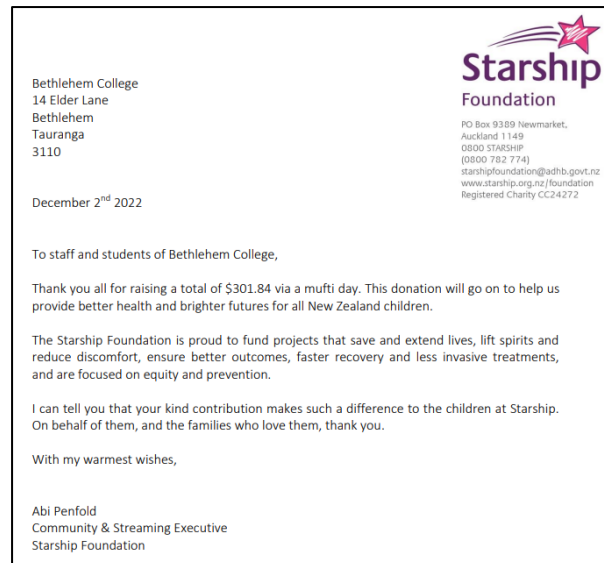 Starship
Foundation
PO Box 9389 Newmarket,
Auckland 1149
0800 STARSHIP
(0800 782 774)
starshipfoundation@adhb.govt.nz
www.starship.org.nz/foundation
Registered Charity CC24272
Bethlehem College
14 Elder Lane
Bethlehem
Tauranga
3110
December 2nd 2022
To staff and students of Bethlehem College,
Thank you all for raising a total of $301.84 via a mufti day. This donation will go on to help us
provide better health and brighter futures for all New Zealand children.
The Starship Foundation is proud to fund projects that save and extend lives, lift spirits and
reduce discomfort, ensure better outcomes, faster recovery and less invasive treatments,
and are focused on equity and prevention.
I can tell you that your kind contribution makes such a difference to the children at Starship.
On behalf of them, and the families who love them, thank you.
With my warmest wishes,
Abi Penfold
Community & Streaming Executive
Starship Foundation